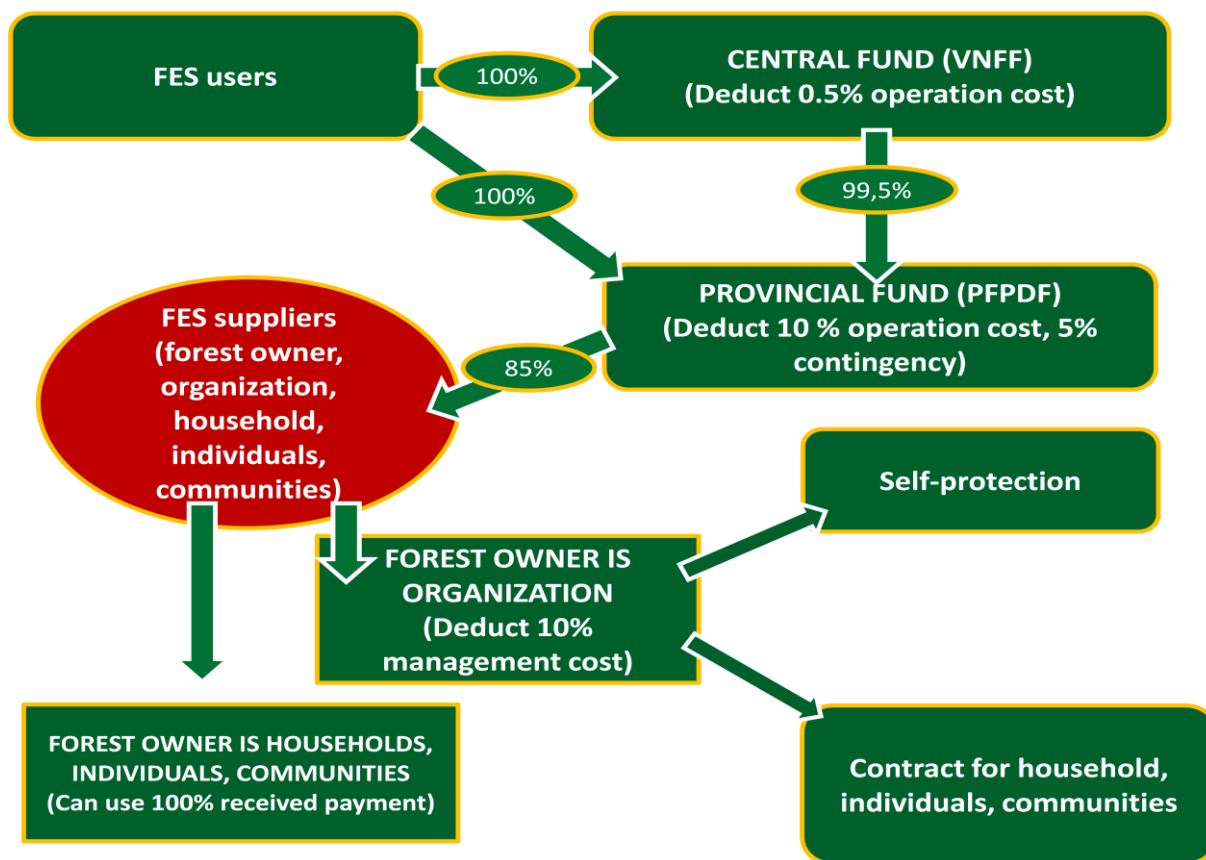 FES users
100%
CENTRAL FUND (VNFF)
(Deduct 0.5% operation cost)
100%
99,5%
PROVINCIAL FUND (PFPDF)
(Deduct 10 % operation cost, 5%
contingency)
85%
FES suppliers
(forest owner,
organization,
household,
individuals,
communities)
Self-protection
FOREST OWNER IS
ORGANIZATION
(Deduct 10%
management cost)
FOREST OWNER IS HOUSEHOLDS,
INDIVIDUALS, COMMUNITIES
(Can use 100% received payment)
Contract for household,
individuals, communities